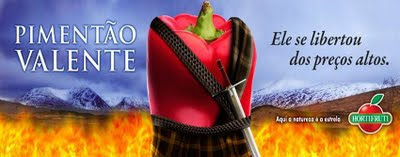 PIMENTÃO
VALENTE
Ele se libertou
dos preços altos.
Aqui a natureza é a estrela
HORTIFRUTI